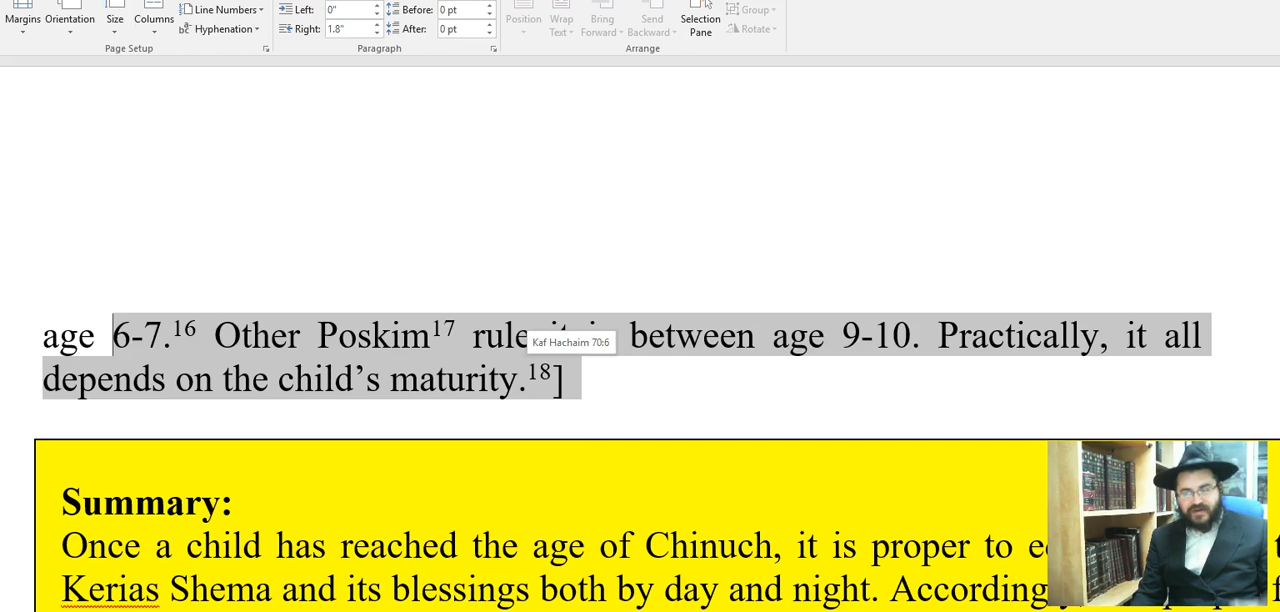 Margins Orientation Size Columns
Line Numbers
Hyphenation
Page Setup
Left: 0"
Right: 1.8"
Before: 0 pt
After: 0 pt
Paragraph
Position Wrap Text Bring Forward Send Backward Selection Pane
Group
Rotate
Arrange
age 6-7.16 Other Poskim17 rule between age 9-10. Practically, it all
Kaf Hachaim 70:6
depends on the child’s maturity.18]
Summary:
Once a child has reached the age of Chinuch, it is proper to
Kerias Shema and its blessings both by day and night.